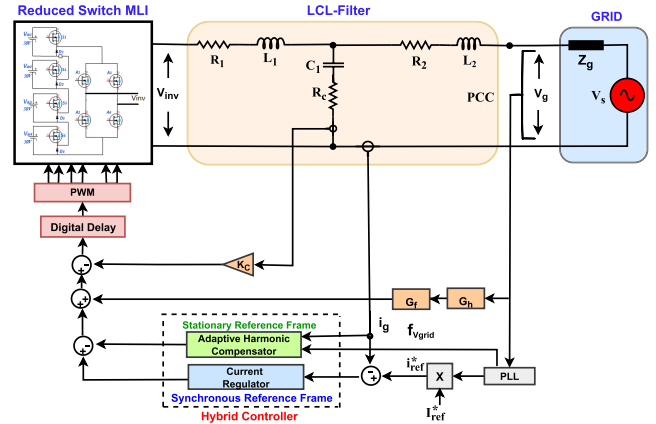 Reduced Switch MLI
LCL-Filter
GRID
R1
L1
C1
Rc
R2
L2
Zg
Vs
Vinv
Vinv
PCC
Vg
PWM
Digital Delay
KC
Gf
Gh
ig
fVgrid
Stationary Reference Frame
Adaptive Harmonic
Compensator
Current
Regulator
Synchronous Reference Frame
Hybrid Controller
i*ref
X
PLL
I*ref